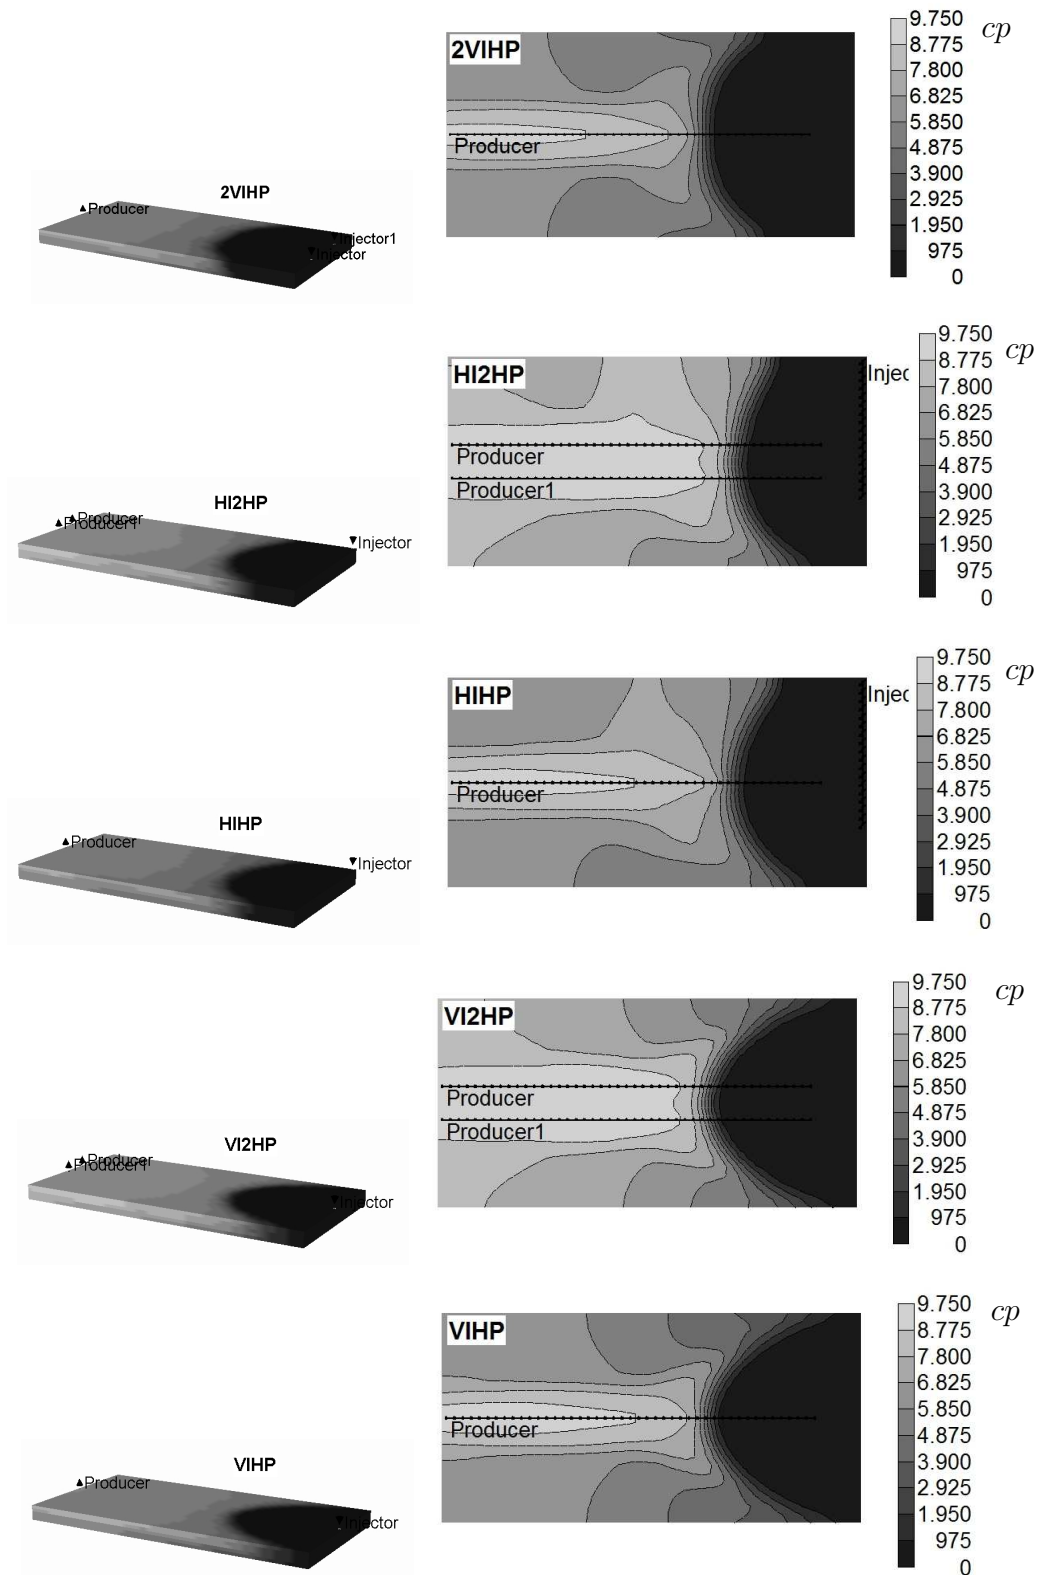 2VIHP
Producer
Injector1
Injector
2VIHP
Producer
9.750
8.775
7.800
6.825
5.850
4.875
3.900
2.925
1.950
975
0
cp
HI2HP
Producer
Producer1
Injector
HI2HP
Producer
Producer1
Injec
9.750
8.775
7.800
6.825
5.850
4.875
3.900
2.925
1.950
975
0
cp
HIHP
Producer
Injector
HIHP
Producer
Injec
9.750
8.775
7.800
6.825
5.850
4.875
3.900
2.925
1.950
975
0
cp
VI2HP
Producer
Producer1
Injector
VI2HP
Producer
Producer1
9.750
8.775
7.800
6.825
5.850
4.875
3.900
2.925
1.950
975
0
cp
VIHP
Producer
Injector
VIHP
Producer
9.750
8.775
7.800
6.825
5.850
4.875
3.900
2.925
1.950
975
0
cp